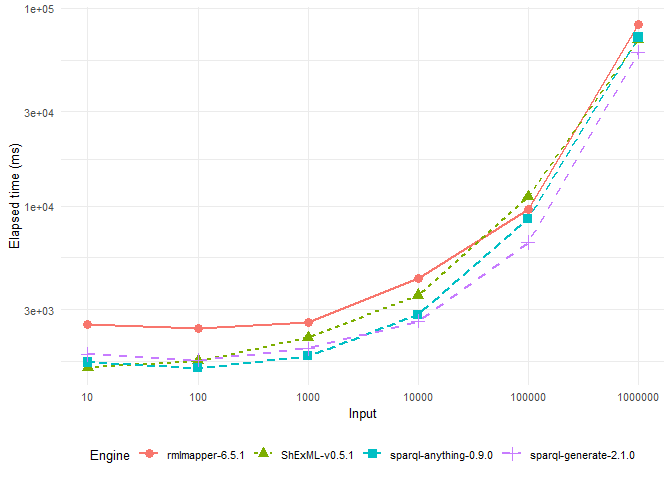 1e+05
3e+04
1e+04
3e+03
Elapsed time (ms)
10 100 1000 10000 100000 1000000
Input
Engine rmlmapper-6.5.1 ShExML-v0.5.1 sparql-anything-0.9.0 sparql-generate-2.1.0